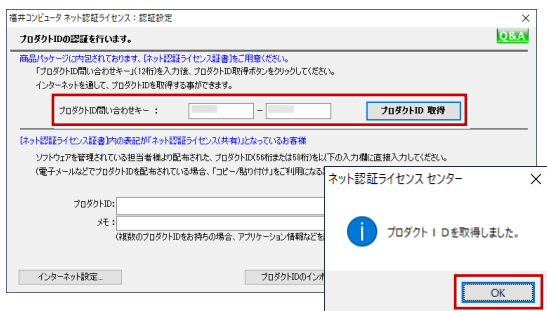 福井コンピュータ ネット認証ライセンス：認証設定
プロダクトIDの認証を行います。
Q&A
商品パッケージに内包されております、[ネット認証ライセンス証書]をご用意ください。
「プロダクトID問い合わせキー」(12桁)を入力後、プロダクトID取得ボタンをクリックしてください。
インターネットを通して、プロダクトIDを取得する事ができます。
プロダクトID問い合わせキー ：
－
プロダクトID 取得
[ネット認証ライセンス証書]内の表記が「ネット認証ライセンス(共有)」となっているお客様
ソフトウェアを管理されている担当者様より配布された、プロダクトID(56桁または58桁)を以下の入力欄に直接入力してください。
(電子メールなどでプロダクトIDを配布されている場合、「コピー/貼り付け」をご利用になる
プロダクトID:
メモ:
(複数のプロダクトIDをお持ちの場合、アプリケーション情報などを
インターネット設定...
プロダクトIDのインポ
ネット認証ライセンス センター
プロダクトＩＤを取得しました。
OK